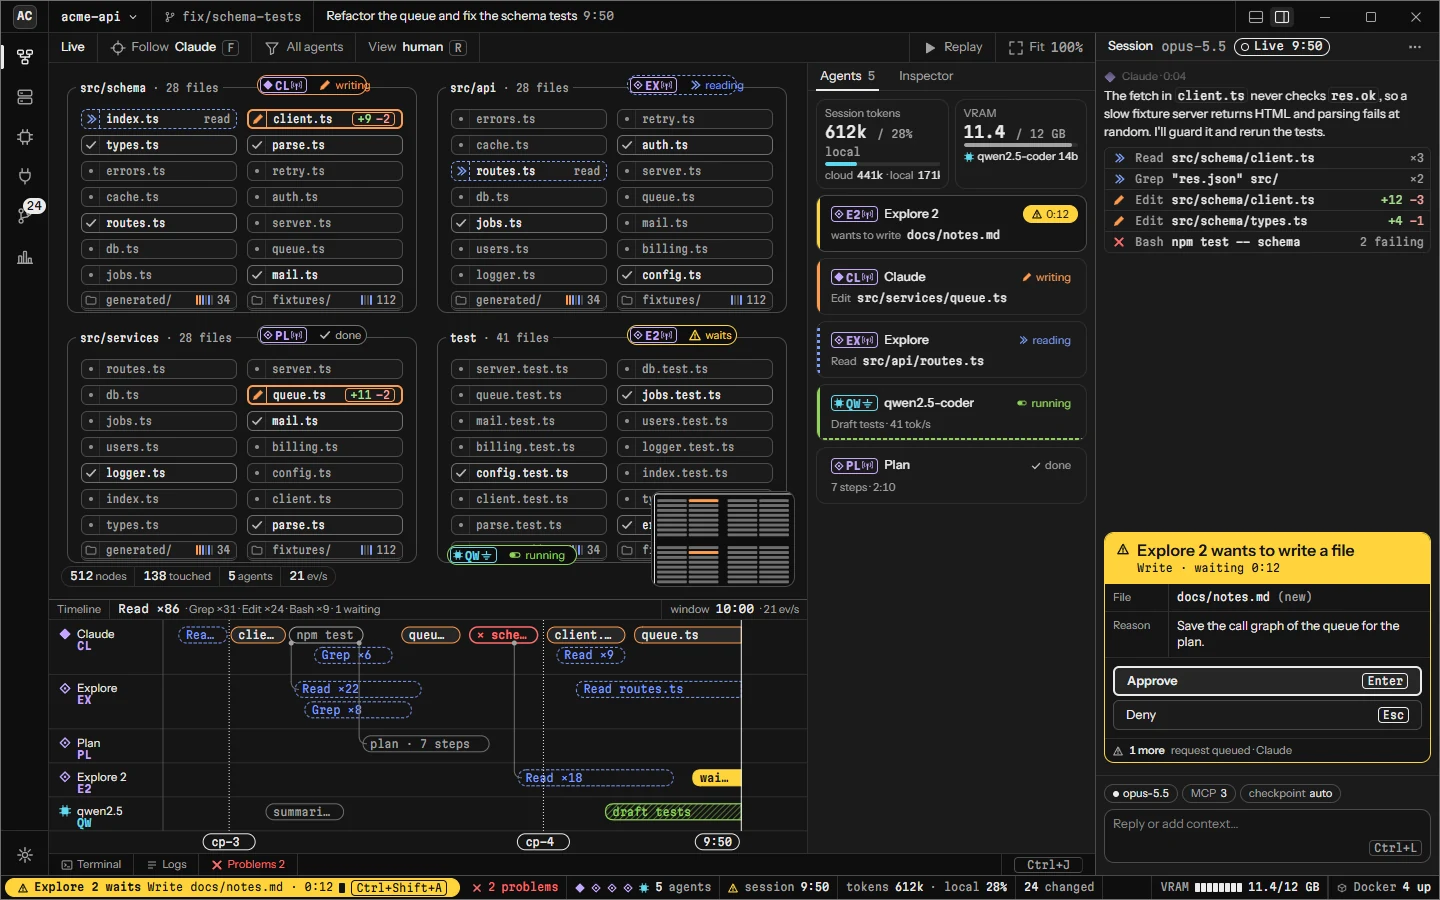 AC
acme-api
fix/schema-tests
Refactor the queue and fix the schema tests 9:50
Live
Follow Claude F
All agents
View human R
Replay
Fit 100%
24
src/schema · 28 files
CL writing
index.ts read
client.ts +9 −2
types.ts
parse.ts
errors.ts
retry.ts
cache.ts
auth.ts
routes.ts
server.ts
db.ts
queue.ts
jobs.ts
mail.ts
generated/ 34
fixtures/ 112
src/api · 28 files
EX reading
errors.ts
retry.ts
cache.ts
auth.ts
routes.ts read
server.ts
db.ts
queue.ts
jobs.ts
mail.ts
users.ts
billing.ts
logger.ts
config.ts
generated/ 34
fixtures/ 112
src/services · 28 files
PL done
routes.ts
server.ts
db.ts
queue.ts +11 −2
jobs.ts
mail.ts
users.ts
billing.ts
logger.ts
config.ts
index.ts
client.ts
types.ts
parse.ts
generated/ 34
fixtures/ 112
test · 41 files
E2 waits
server.test.ts
db.test.ts
queue.test.ts
jobs.test.ts
mail.test.ts
users.test.ts
billing.test.ts
logger.test.ts
config.test.ts
index.test.ts
client.test.ts
parse.test.ts
QW running
34
512 nodes
138 touched
5 agents
21 ev/s
Agents 5
Inspector
Session tokens
612k / 28% local
cloud 441k · local 171k
VRAM
11.4 / 12 GB
qwen2.5-coder 14b
E2 Explore 2 0:12
wants to write docs/notes.md
CL Claude writing
Edit src/services/queue.ts
EX Explore reading
Read src/api/routes.ts
QW qwen2.5-coder running
Draft tests · 41 tok/s
PL Plan done
7 steps · 2:10
Session opus-5.5 Live 9:50
Claude · 0:04
The fetch in client.ts never checks res.ok, so a
slow fixture server returns HTML and parsing fails at
random. I'll guard it and rerun the tests.
Read src/schema/client.ts ×3
Grep "res.json" src/ ×2
Edit src/schema/client.ts +12 −3
Edit src/schema/types.ts +4 −1
Bash npm test -- schema 2 failing
Explore 2 wants to write a file
Write · waiting 0:12
File docs/notes.md (new)
Reason Save the call graph of the queue for the
plan.
Approve Enter
Deny Esc
1 more request queued · Claude
opus-5.5
MCP 3
checkpoint auto
Reply or add context...
Ctrl+L
Timeline
Read ×86 · Grep ×31 · Edit ×24 · Bash ×9 · 1 waiting
window 10:00 · 21 ev/s
Claude
CL
Rea…
clie…
npm test
queu…
× sche…
client.…
queue.ts
Grep ×6
Read ×9
Explore
EX
Read ×22
Read routes.ts
Grep ×8
Plan
PL
plan · 7 steps
Explore 2
E2
Read ×18
wai…
qwen2.5
QW
summari…
draft tests
cp-3
cp-4
9:50
Terminal
Logs
Problems 2
Ctrl+J
Explore 2 waits Write docs/notes.md · 0:12 Ctrl+Shift+A
2 problems
5 agents
session 9:50
tokens 612k · local 28%
24 changed
VRAM 11.4/12 GB
Docker 4 up